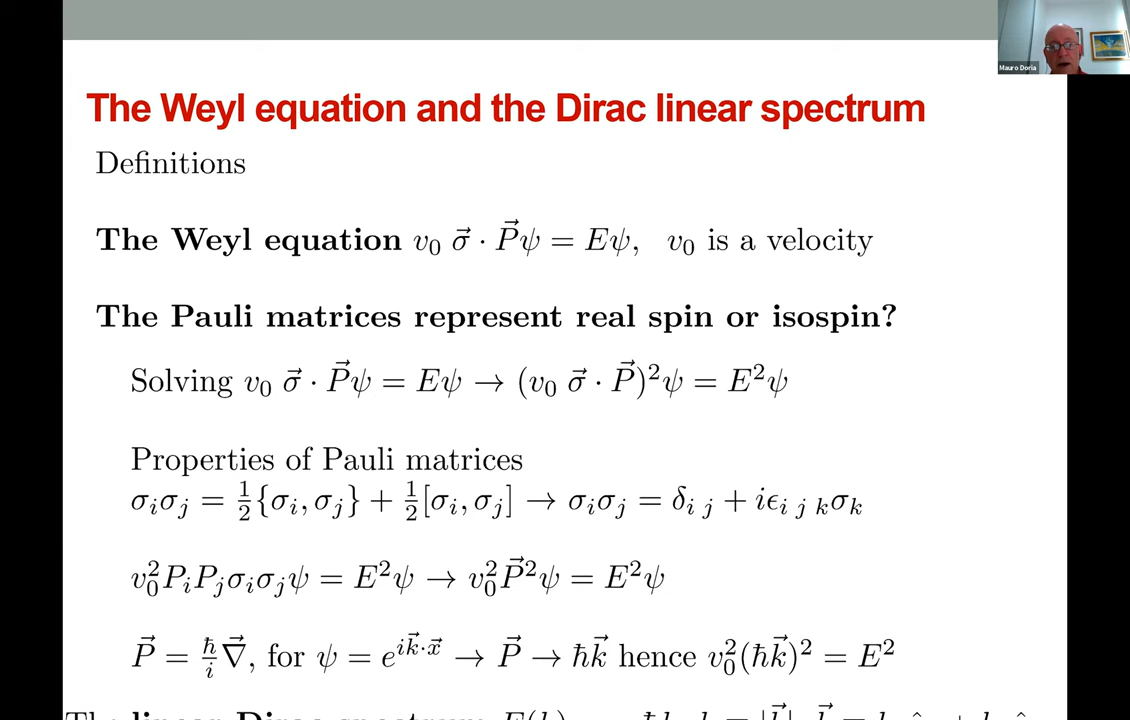 Mauro Doria
The Weyl equation and the Dirac linear spectrum
Definitions
The Weyl equation v₀ σ⃗ · P⃗ψ = Eψ, v₀ is a velocity
The Pauli matrices represent real spin or isospin?
Solving v₀ σ⃗ · P⃗ψ = Eψ → (v₀ σ⃗ · P⃗)²ψ = E²ψ
Properties of Pauli matrices
σᵢσⱼ = ½{σᵢ, σⱼ} + ½[σᵢ, σⱼ] → σᵢσⱼ = δᵢ ⱼ + iϵᵢ ⱼ ₖσₖ
v₀²PᵢPⱼσᵢσⱼψ = E²ψ → v₀²P⃗²ψ = E²ψ
P⃗ = ℏ/i ∇⃗, for ψ = e^{ik⃗·x⃗} → P⃗ → ℏk⃗ hence v₀²(ℏk⃗)² = E²